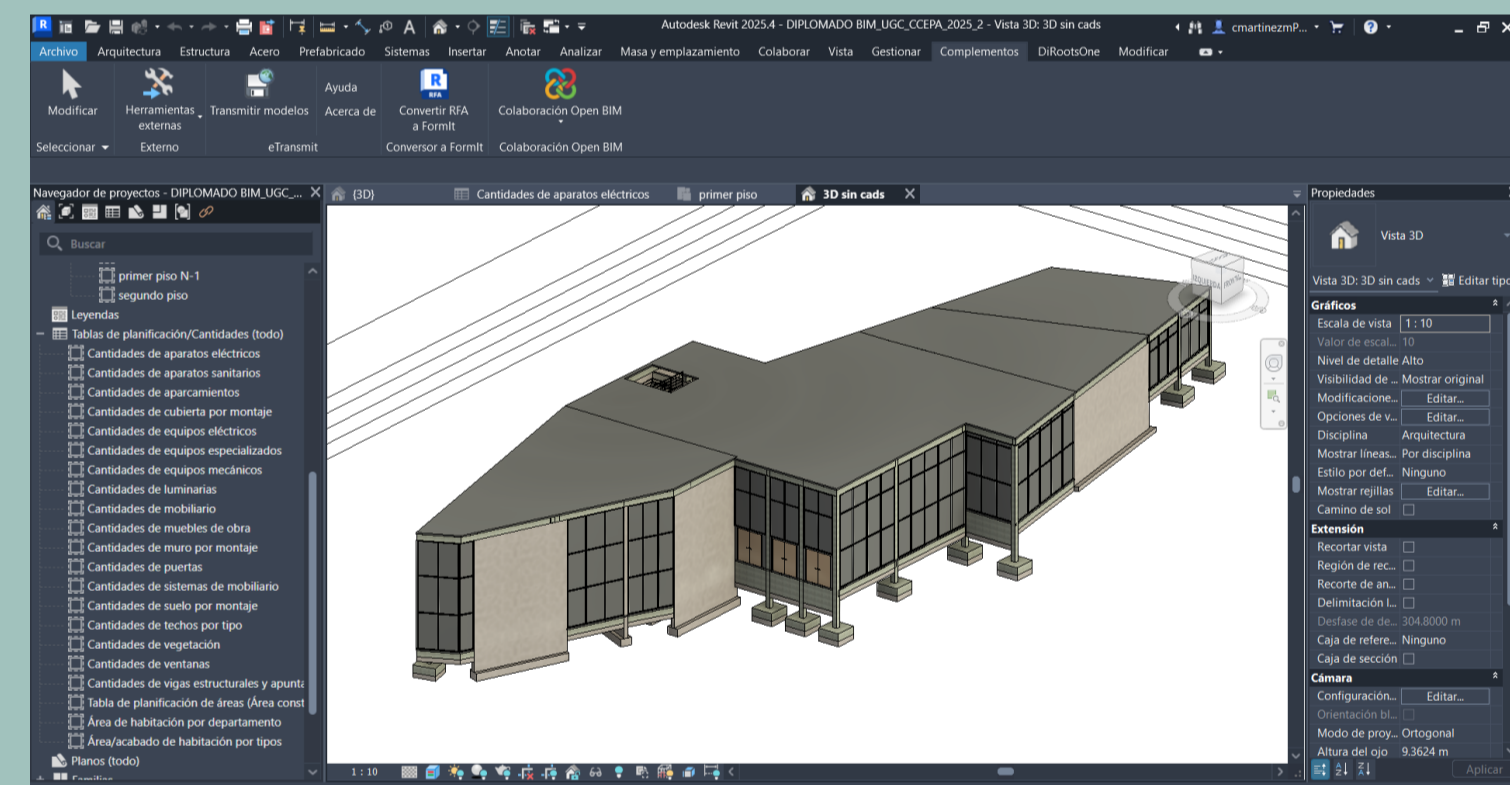 Autodesk Revit 2025.4 - DIPLOMADO BIM_UGC_CCEPA_2025_2 - Vista 3D: 3D sin cads
cmartinezmP...
Archivo Arquitectura Estructura Acero Prefabricado Sistemas Insertar Anotar Analizar Masa y emplazamiento Colaborar Vista Gestionar Complementos DiRootsOne Modificar
Modificar
Herramientas externas
Transmitir modelos
Ayuda
Acerca de
RFA
Convertir RFA
a FormIt
Colaboración Open BIM
Seleccionar Externo eTransmit Conversor a FormIt Colaboración Open BIM
Navegador de proyectos - DIPLOMADO BIM_UGC_...
{3D} Cantidades de aparatos eléctricos primer piso 3D sin cads
Buscar
primer piso N-1
segundo piso
Leyendas
Tablas de planificación/Cantidades (todo)
Cantidades de aparatos eléctricos
Cantidades de aparatos sanitarios
Cantidades de aparcamientos
Cantidades de cubierta por montaje
Cantidades de equipos eléctricos
Cantidades de equipos especializados
Cantidades de equipos mecánicos
Cantidades de luminarias
Cantidades de mobiliario
Cantidades de muebles de obra
Cantidades de muro por montaje
Cantidades de puertas
Cantidades de sistemas de mobiliario
Cantidades de suelo por montaje
Cantidades de techos por tipo
Cantidades de vegetación
Cantidades de ventanas
Cantidades de vigas estructurales y apunta
Tabla de planificación de áreas (Área const
Área de habitación por departamento
Área/acabado de habitación por tipos
Planos (todo)
1 : 10
Propiedades
Vista 3D
Vista 3D: 3D sin cads Editar tipo
Gráficos
Escala de vista 1 : 10
Valor de escal... 10
Nivel de detalle Alto
Visibilidad de ... Mostrar original
Modificacione... Editar...
Opciones de v... Editar...
Disciplina Arquitectura
Mostrar líneas... Por disciplina
Estilo por def... Ninguno
Mostrar rejillas Editar...
Camino de sol
Extensión
Recortar vista
Región de rec...
Recorte de an...
Delimitación l...
Desfase de de... 304.8000 m
Caja de refere... Ninguno
Caja de sección
Cámara
Configuración... Editar...
Orientación bl...
Modo de proy... Ortogonal
Altura del ojo 9.3624 m
Aplicar